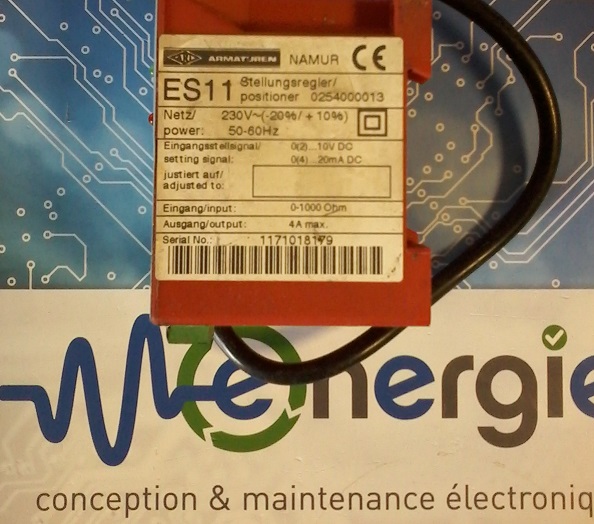 ARMATUREN NAMUR CE
ES11 Stellungsregler/
positioner 0254000013
Netz/ 230V~(-20%/+10%)
power: 50-60Hz
Eingangsstellsignal/ 0(2)...10V DC
setting signal: 0(4)...20mA DC
justiert auf/
adjusted to:
Eingang/input: 0-1000 Ohm
Ausgang/output: 4A max.
Serial No.: 1171018179
energie
conception & maintenance électroniq